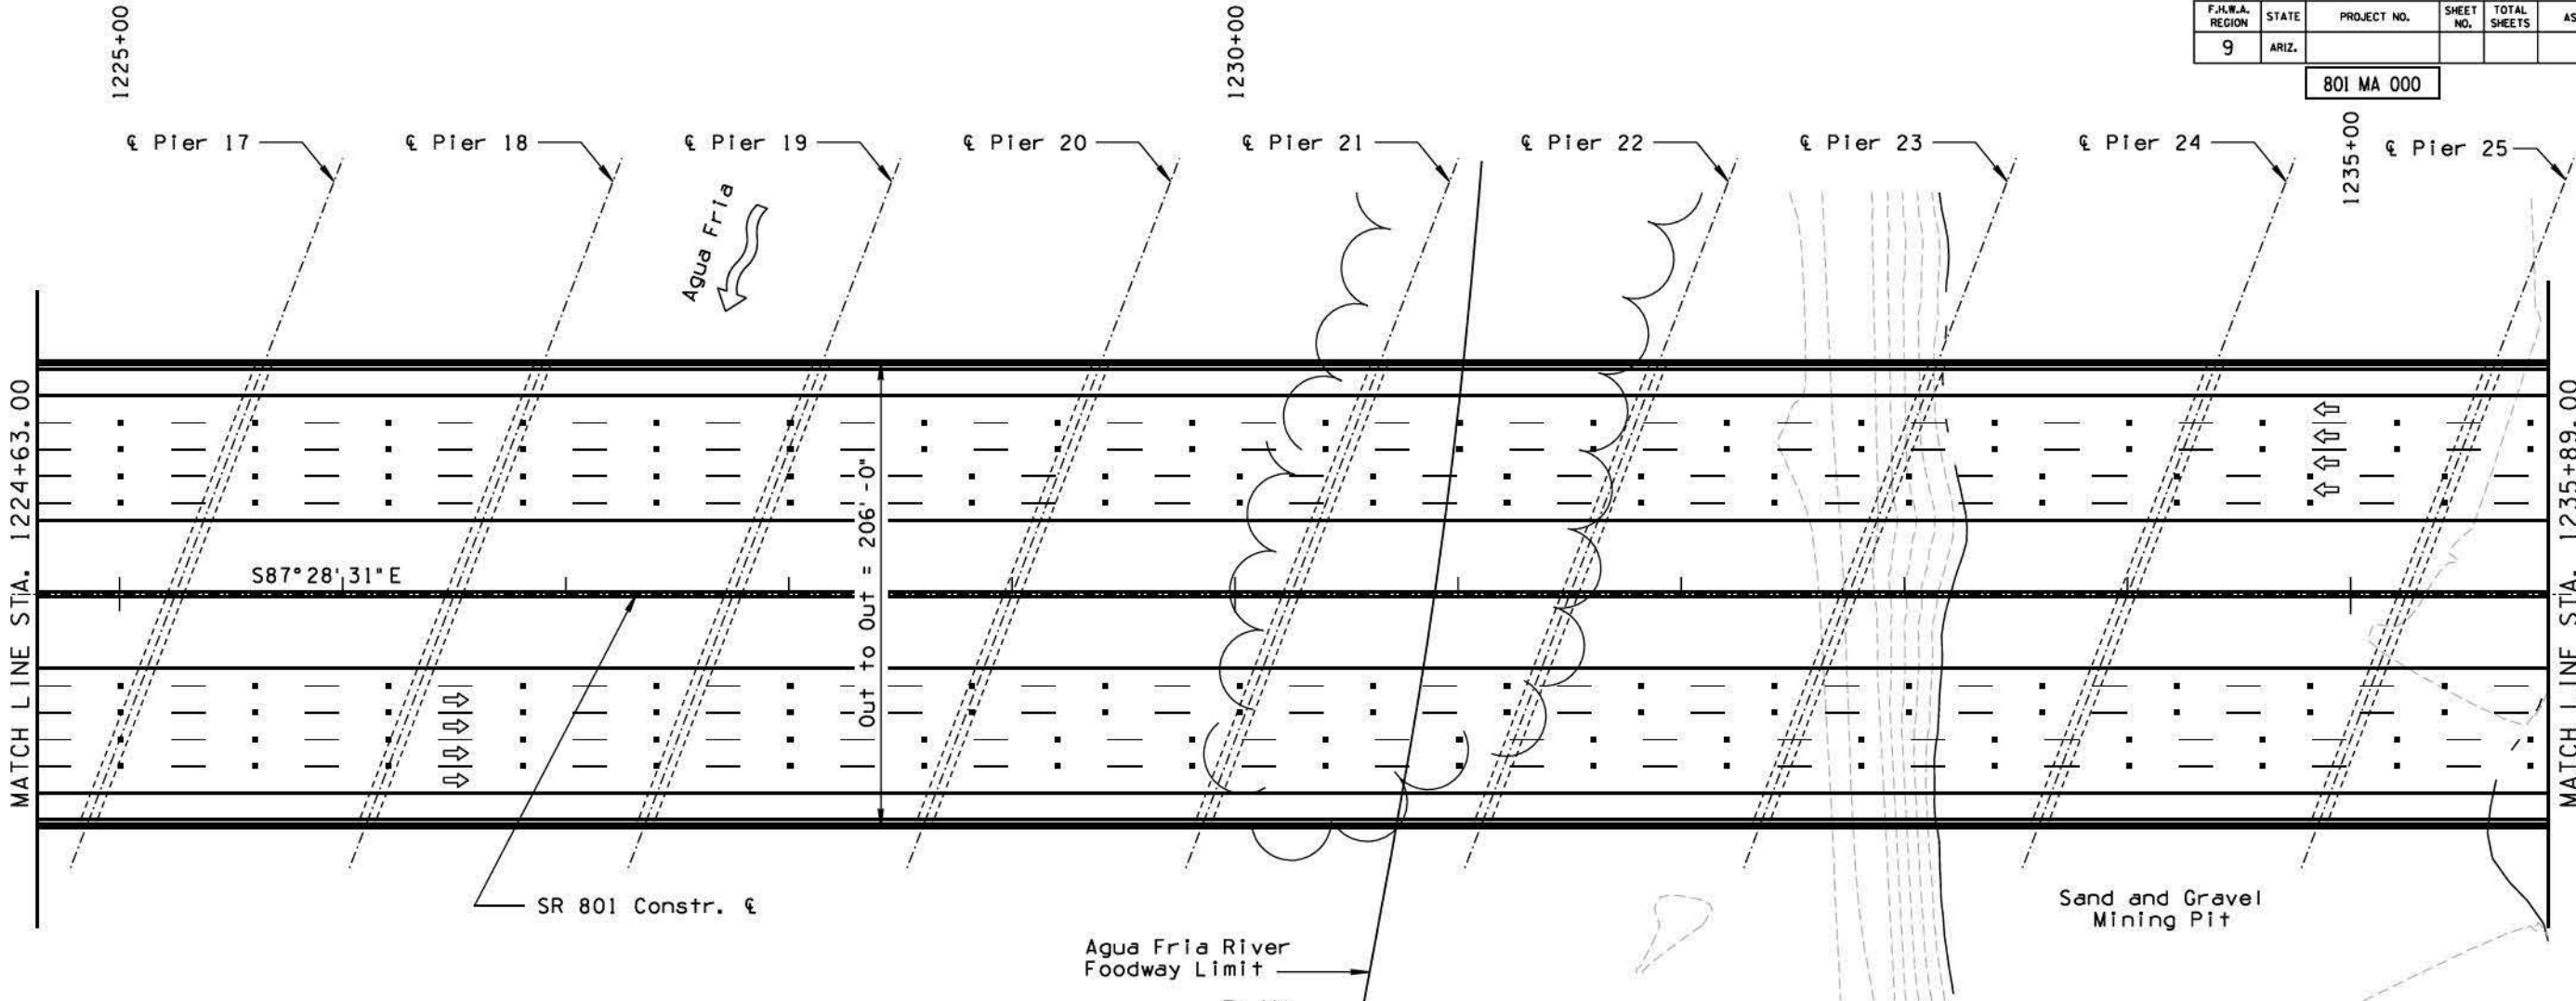 F.H.W.A. REGION STATE PROJECT NO. SHEET NO. TOTAL SHEETS AS
9 ARIZ.
801 MA 000
1225+00
1230+00
1235+00
℄ Pier 17
℄ Pier 18
℄ Pier 19
℄ Pier 20
℄ Pier 21
℄ Pier 22
℄ Pier 23
℄ Pier 24
℄ Pier 25
Agua Fria
MATCH LINE STA. 1224+63.00
S87°28'31"E
Out to Out = 206'-0"
MATCH LINE STA. 1235+89.00
SR 801 Constr. ℄
Sand and Gravel
Mining Pit
Agua Fria River
Foodway Limit